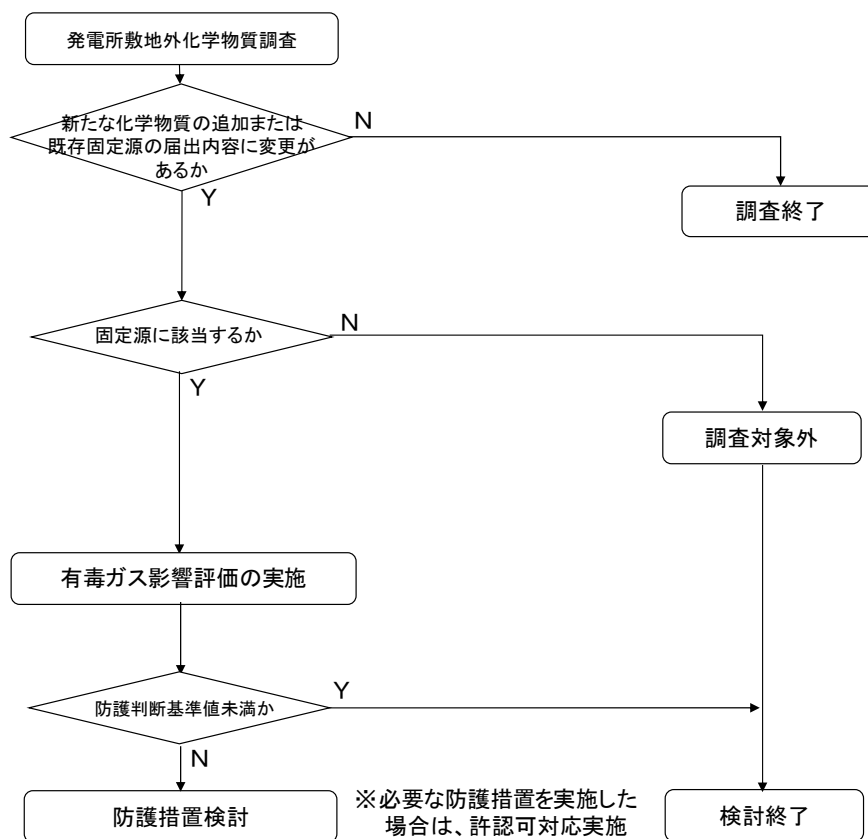 発電所敷地外化学物質調査
新たな化学物質の追加または
既存固定源の届出内容に変更が
あるか
N
Y
調査終了
固定源に該当するか
N
Y
調査対象外
有毒ガス影響評価の実施
防護判断基準値未満か
Y
N
防護措置検討
※必要な防護措置を実施した
場合は、許認可対応実施
検討終了